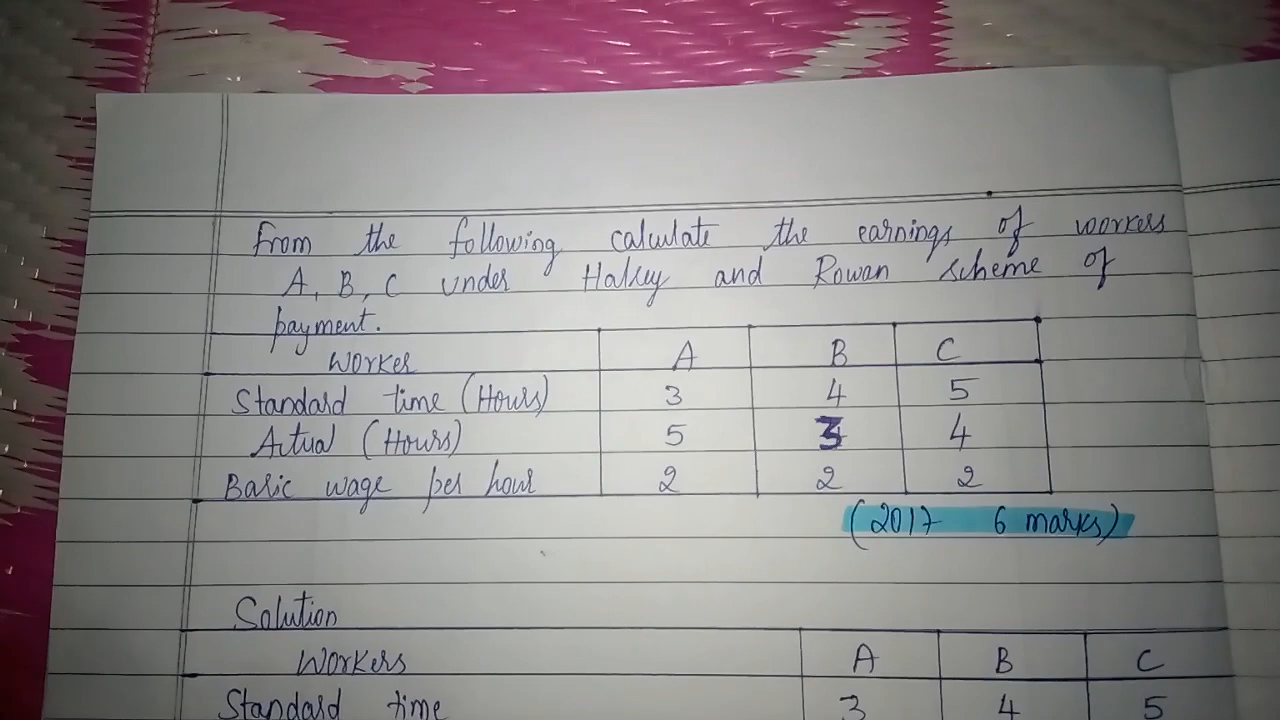 From the following calculate the earnings of workers
A, B, C under Halsey and Rowan scheme of
payment.
Worker A B C
Standard time (Hours) 3 4 5
Actual (Hours) 5 3 4
Basic wage per hour 2 2 2
(2017 6 marks)
Solution
Workers A B C
Standard time 3 4 5